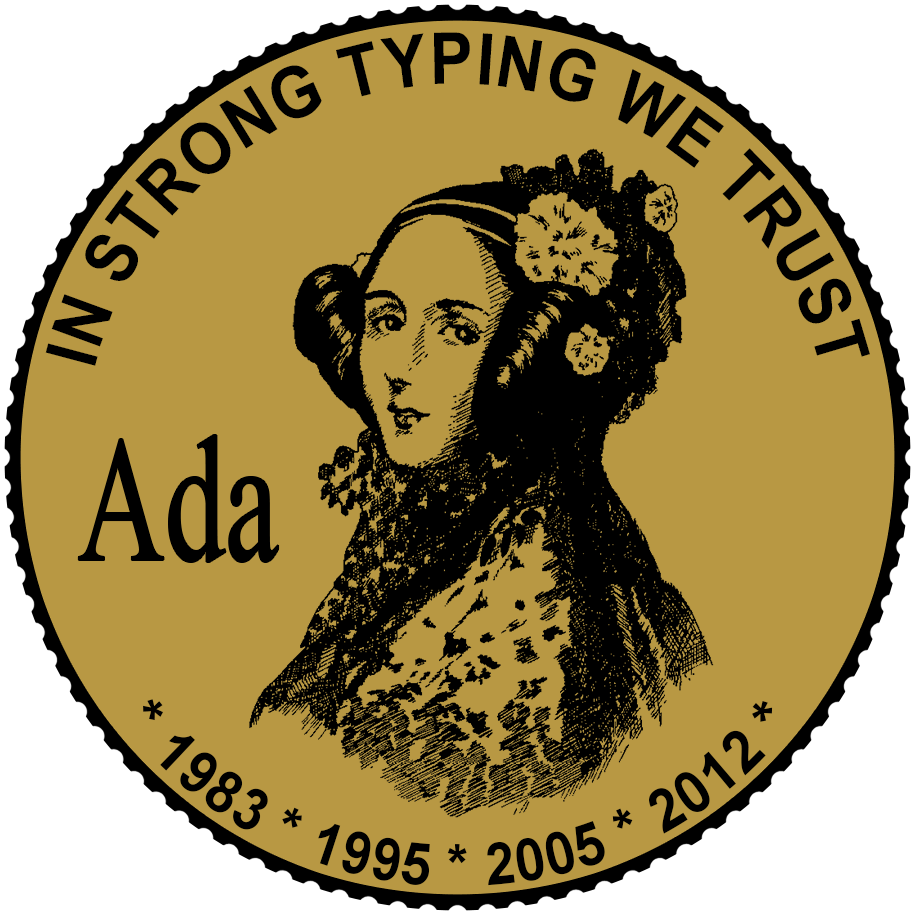 IN STRONG TYPING WE TRUST
Ada
* 1983 * 1995 * 2005 * 2012 *